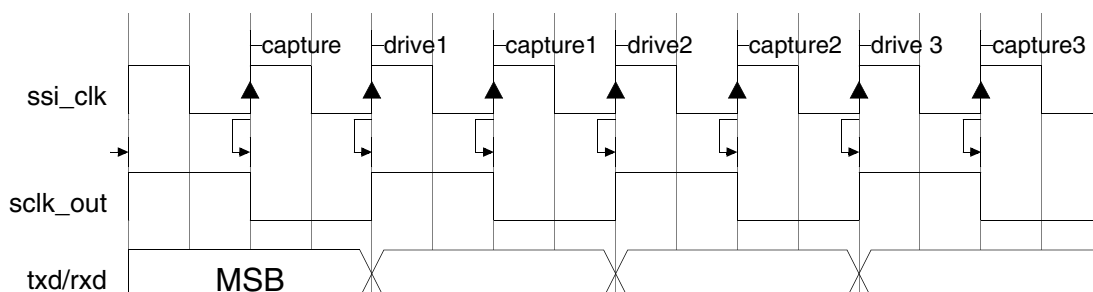 capture drive1 capture1 drive2 capture2 drive 3 capture3
ssi_clk
sclk_out
txd/rxd MSB